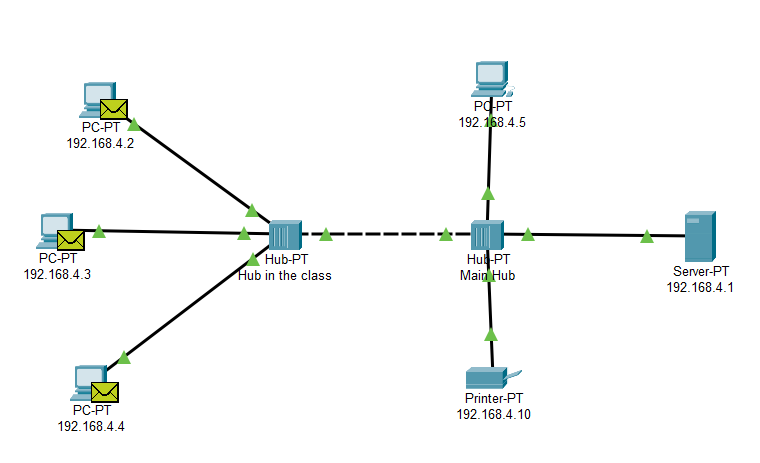 PC-PT
192.168.4.5
PC-PT
192.168.4.2
PC-PT
192.168.4.3
Hub-PT
Hub in the class
Hub-PT
Main Hub
Server-PT
192.168.4.1
PC-PT
192.168.4.4
Printer-PT
192.168.4.10